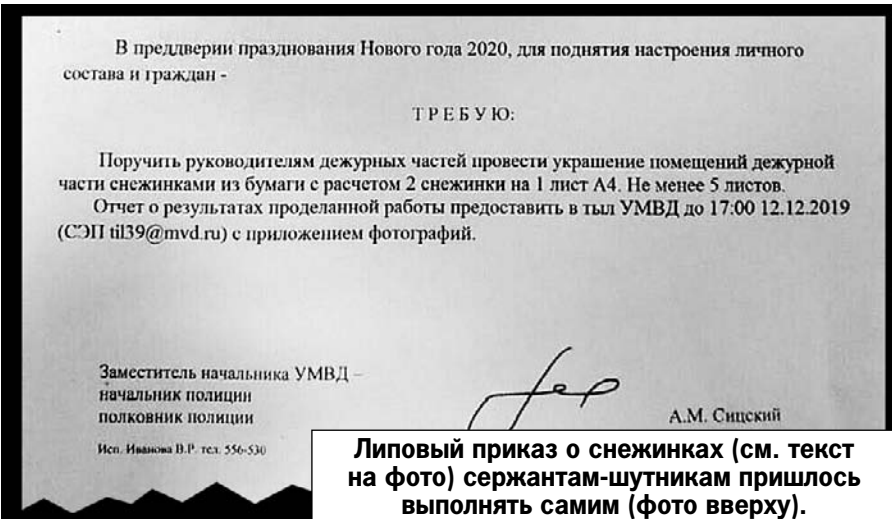 В преддверии празднования Нового года 2020, для поднятия настроения личного
состава и граждан -
ТРЕБУЮ:
Поручить руководителям дежурных частей провести украшение помещений дежурной
части снежинками из бумаги с расчетом 2 снежинки на 1 лист А4. Не менее 5 листов.
Отчет о результатах проделанной работы предоставить в тыл УМВД до 17:00 12.12.2019
(СЭП til39@mvd.ru) с приложением фотографий.
Заместитель начальника УМВД –
начальник полиции
полковник полиции
А.М. Сицский
Исп. Иванова В.Р. тел. 556-530
Липовый приказ о снежинках (см. текст
на фото) сержантам-шутникам пришлось
выполнять самим (фото вверху).